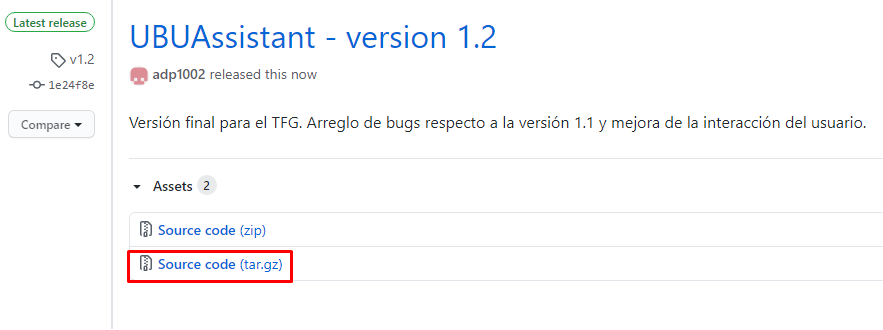 Latest release
v1.2
1e24f8e
Compare
UBUAssistant - version 1.2
adp1002 released this now
Versión final para el TFG. Arreglo de bugs respecto a la versión 1.1 y mejora de la interacción del usuario.
Assets 2
Source code (zip)
Source code (tar.gz)